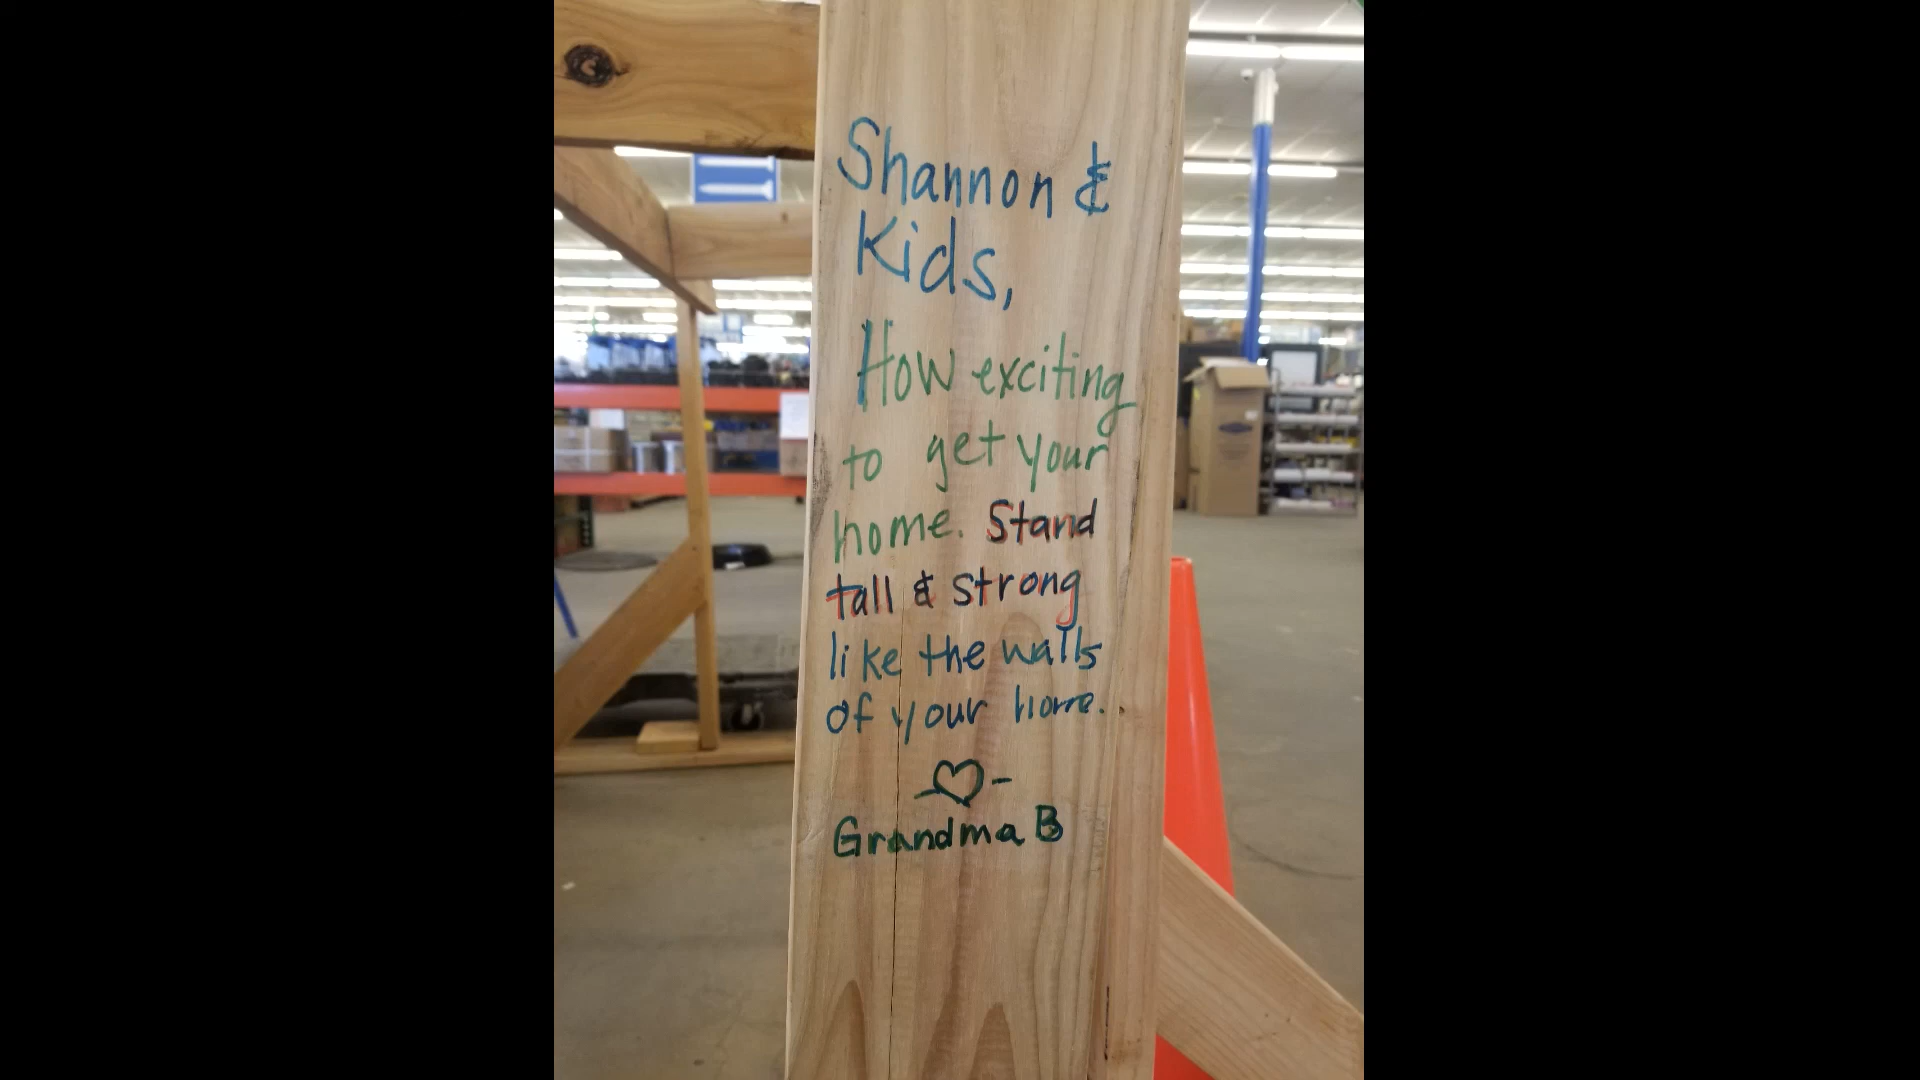 Shannon &
Kids,
How exciting
to get your
home. Stand
tall & strong
like the walls
of your home.
♡-
Grandma B